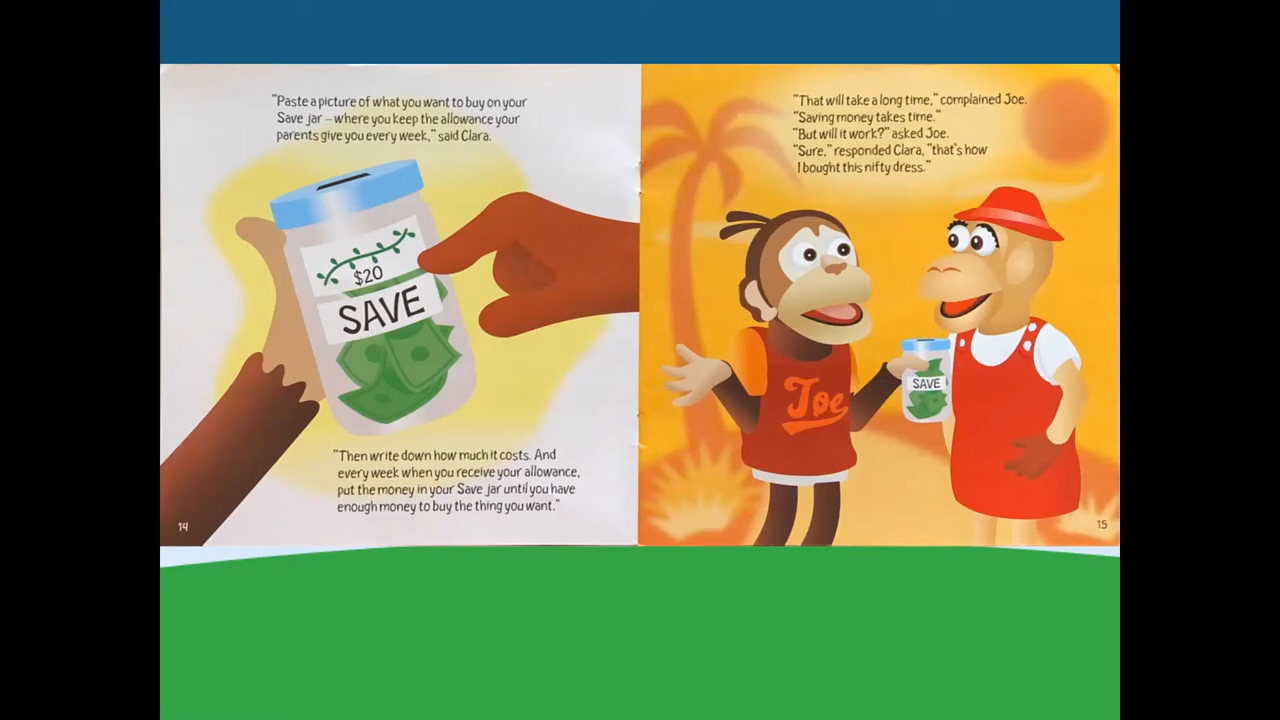 "Paste a picture of what you want to buy on your
Save jar – where you keep the allowance your
parents give you every week," said Clara.
$20
SAVE
"Then write down how much it costs. And
every week when you receive your allowance,
put the money in your Save jar until you have
enough money to buy the thing you want."
14
"That will take a long time," complained Joe.
"Saving money takes time."
"But will it work?" asked Joe.
"Sure," responded Clara, "that's how
I bought this nifty dress."
Joe
SAVE
15